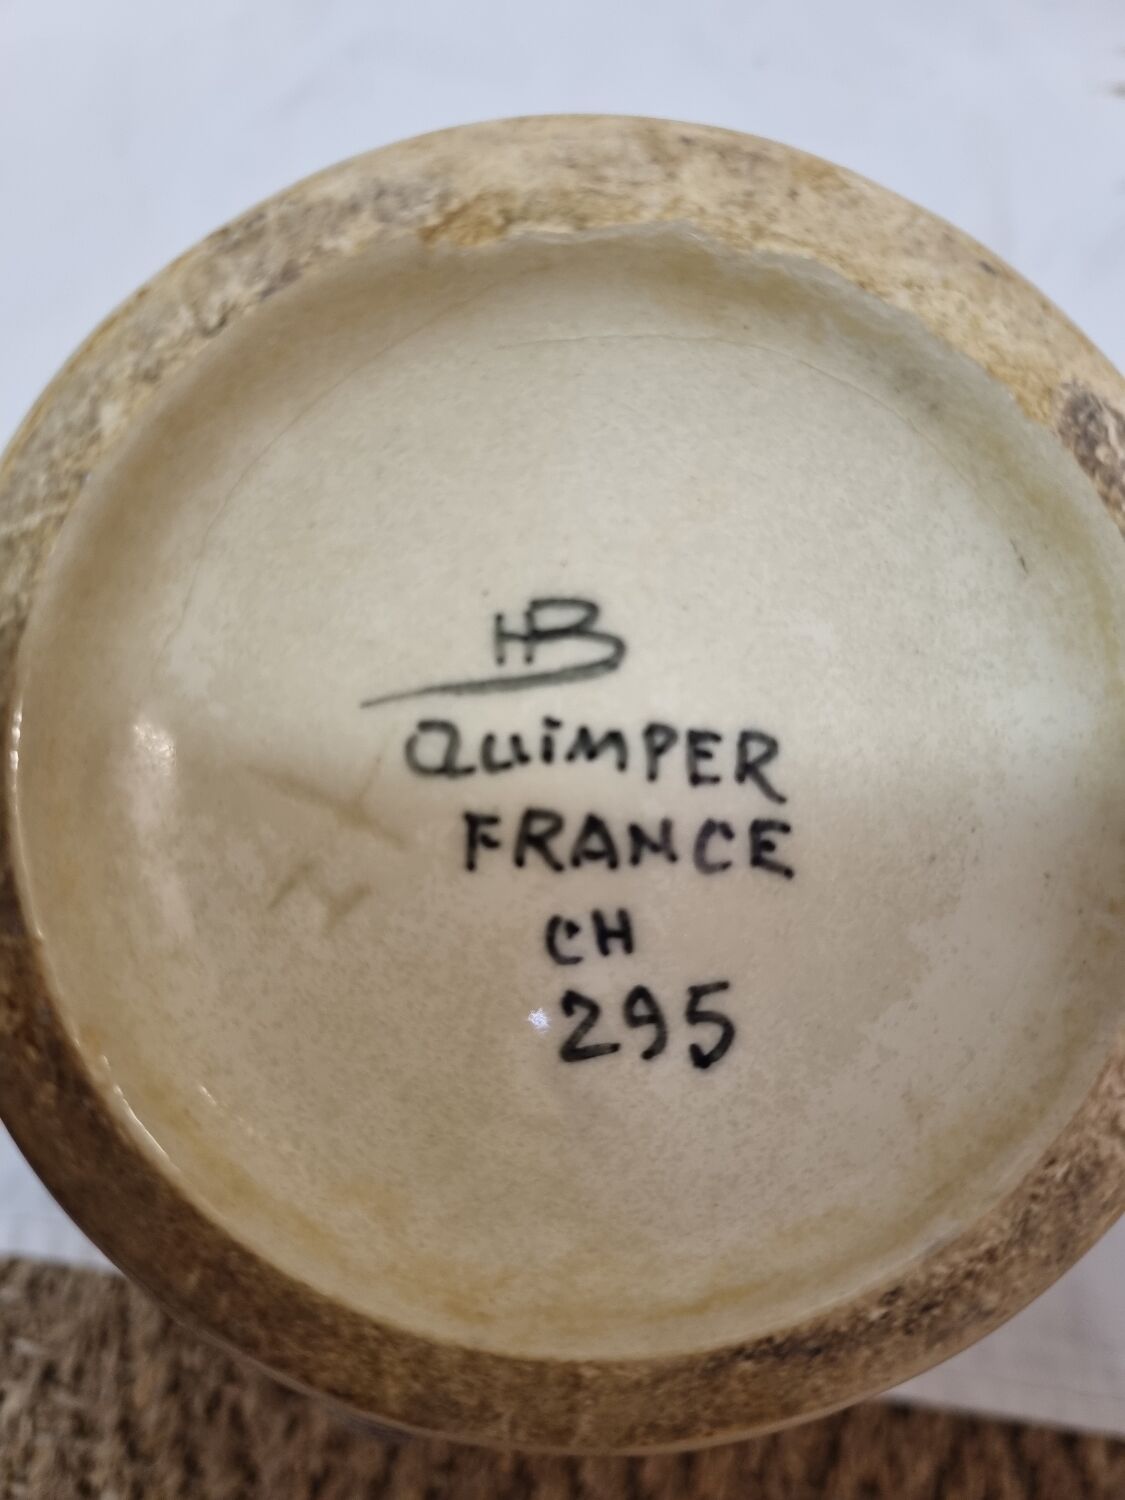 HB
QUiMPER
FRANCE
CH
295